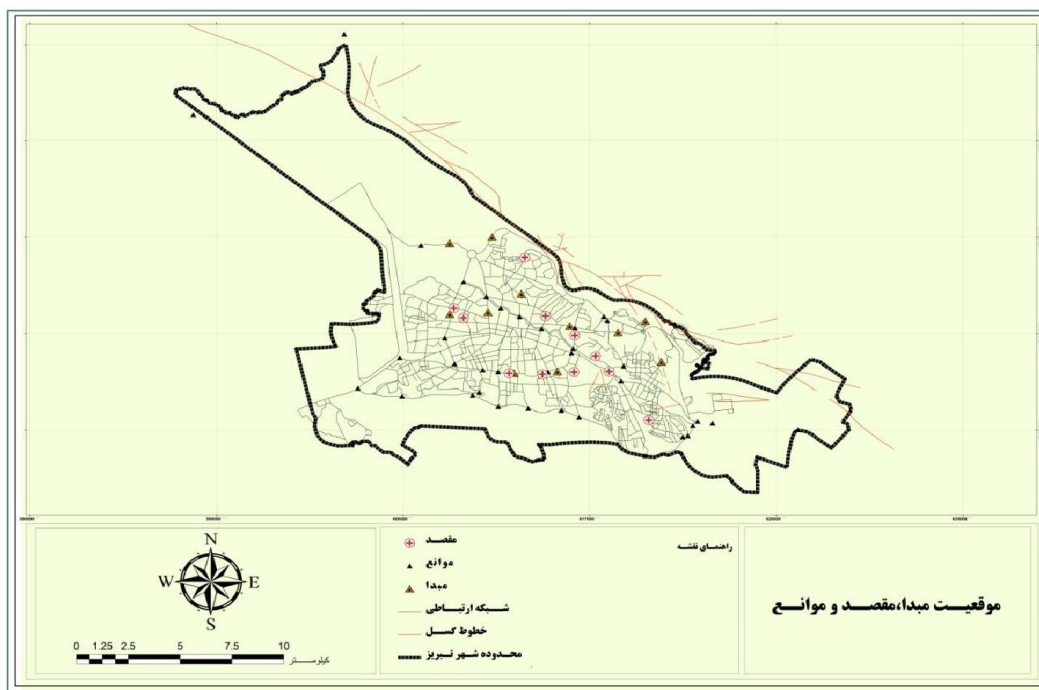 N
W
E
S
0 1.25 2.5 5 7.5 10
کیلومتر
راهنمای نقشه
مقصد
موانع
مبدا
شبکه ارتباطی
خطوط گسل
محدوده شهر تبریز
موقعیت مبدا،مقصد و موانع